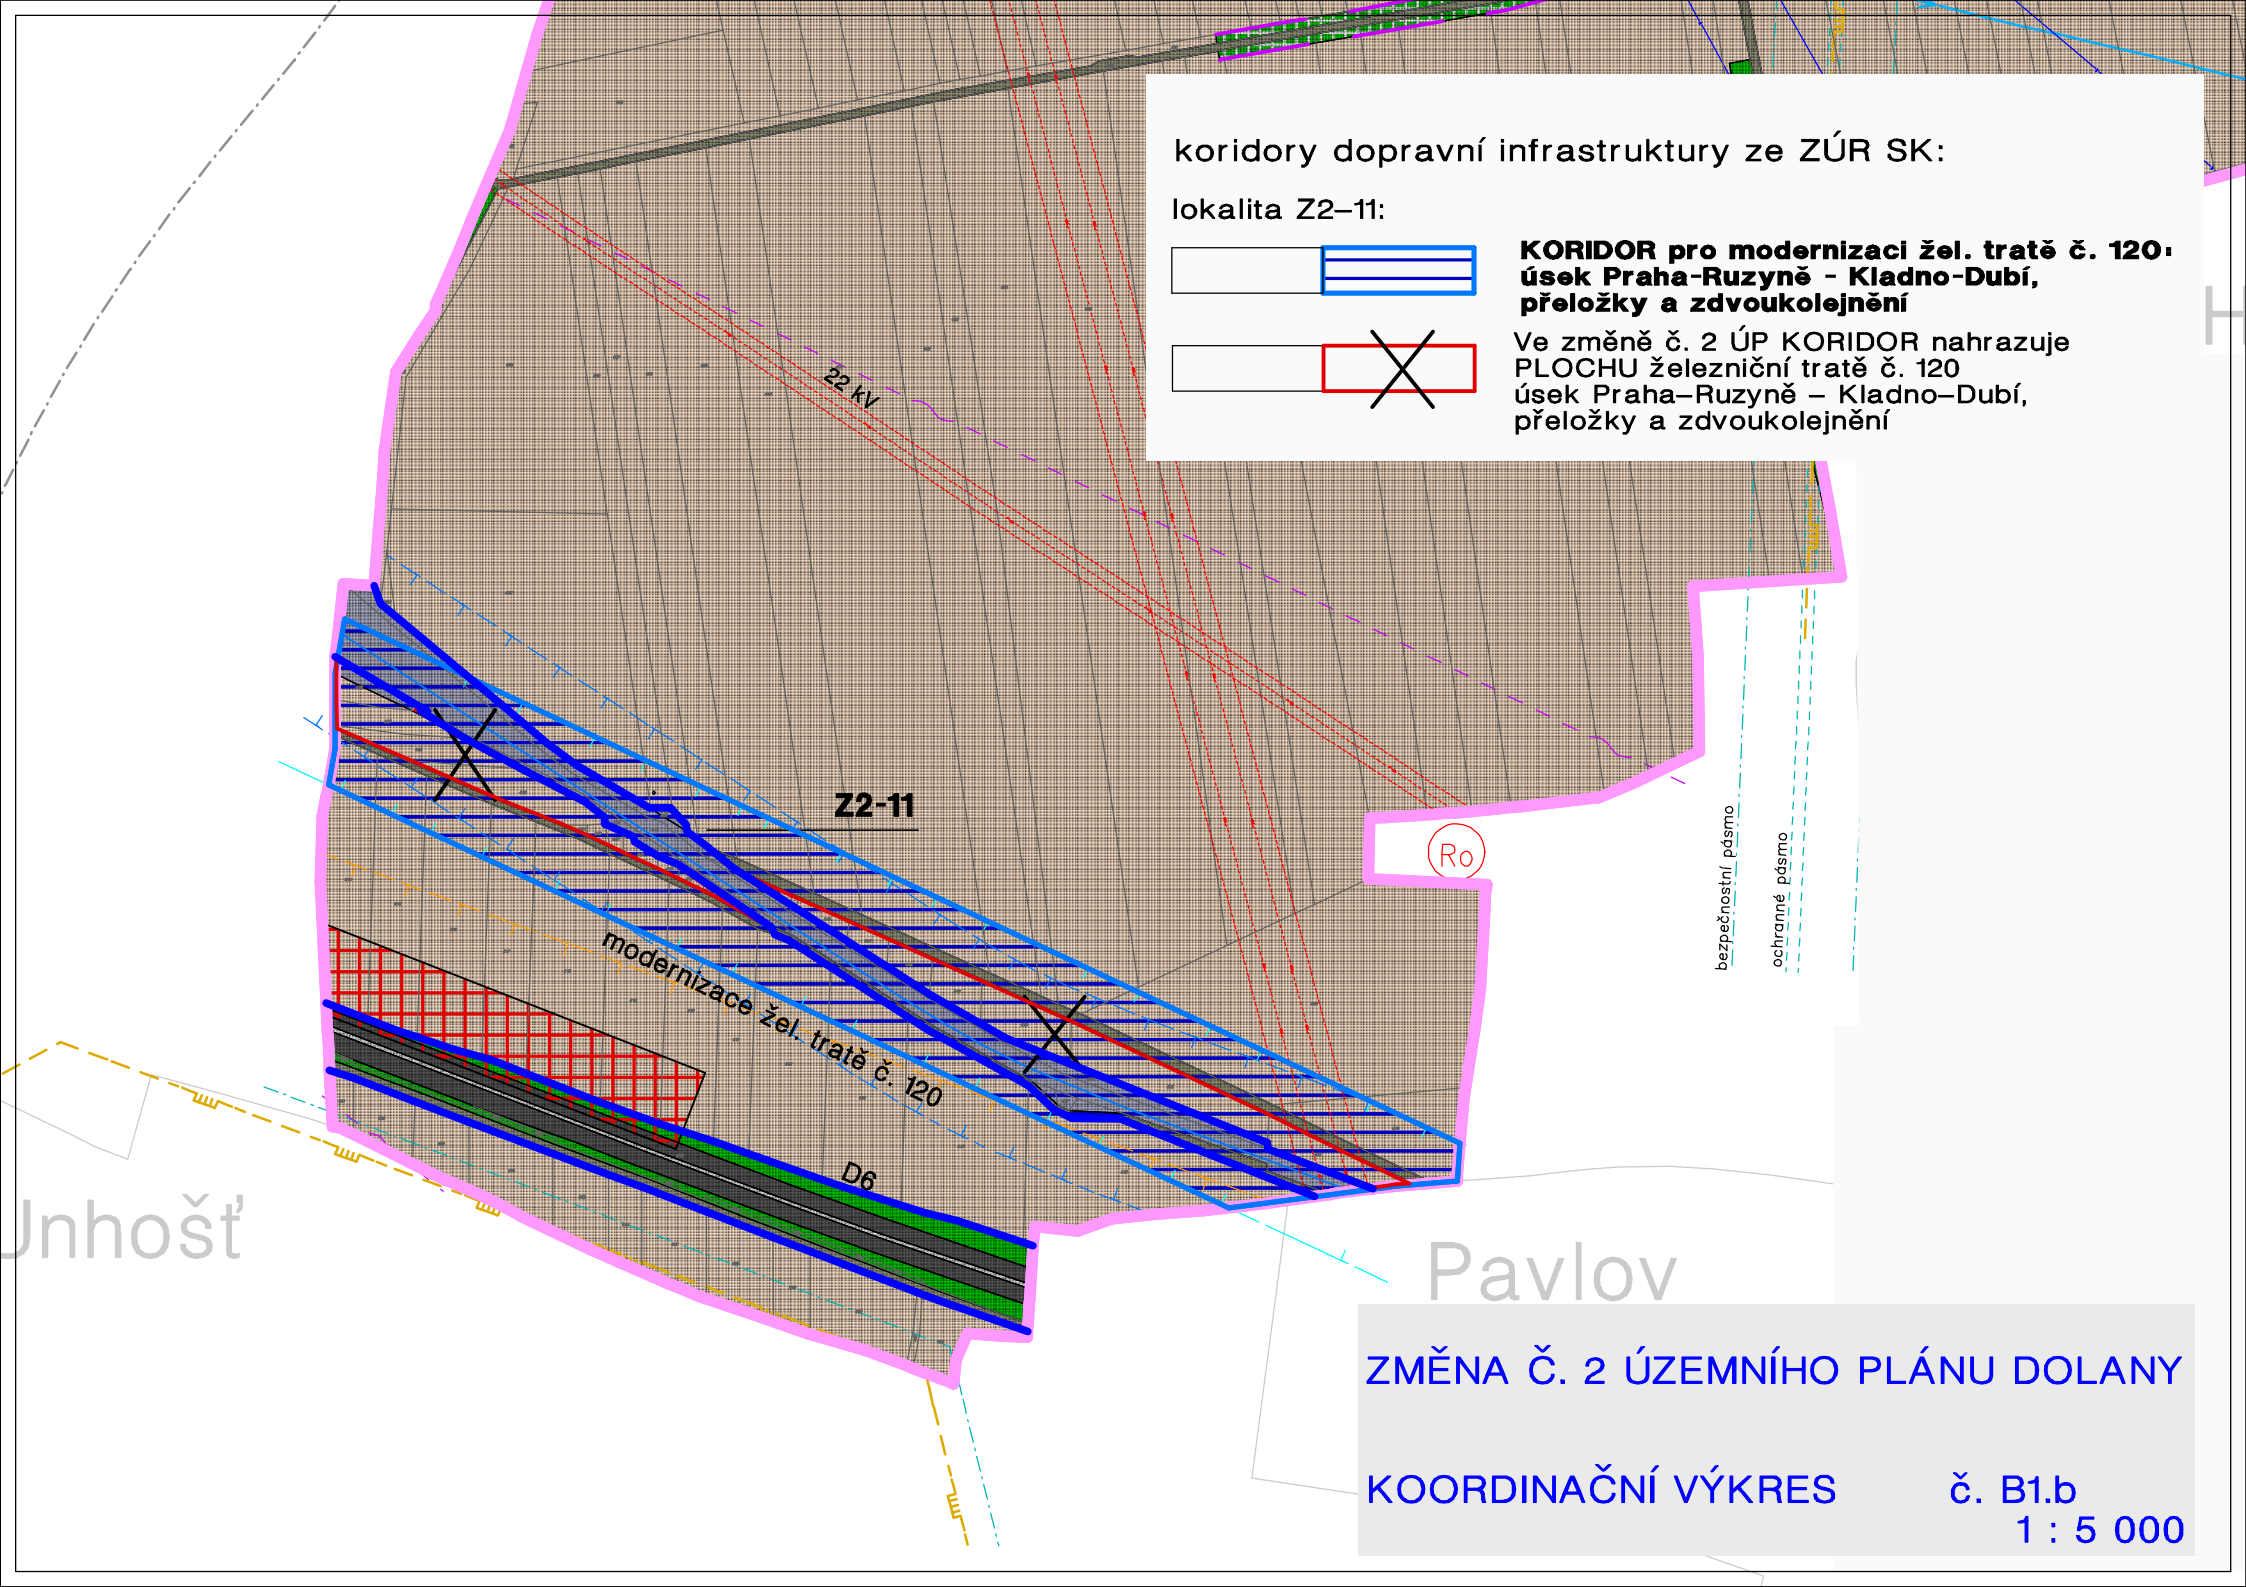 koridory dopravní infrastruktury ze ZÚR SK:
lokalita Z2–11:
KORIDOR pro modernizaci žel. tratě č. 120:
úsek Praha-Ruzyně - Kladno-Dubí,
přeložky a zdvoukolejnění
Ve změně č. 2 ÚP KORIDOR nahrazuje
PLOCHU železniční tratě č. 120
úsek Praha–Ruzyně – Kladno–Dubí,
přeložky a zdvoukolejnění
H
22 kV
Z2-11
Ro
bezpečnostní pásmo
ochranné pásmo
modernizace žel. tratě č. 120
D6
Unhošť
Pavlov
ZMĚNA Č. 2 ÚZEMNÍHO PLÁNU DOLANY
KOORDINAČNÍ VÝKRES č. B1.b
1 : 5 000